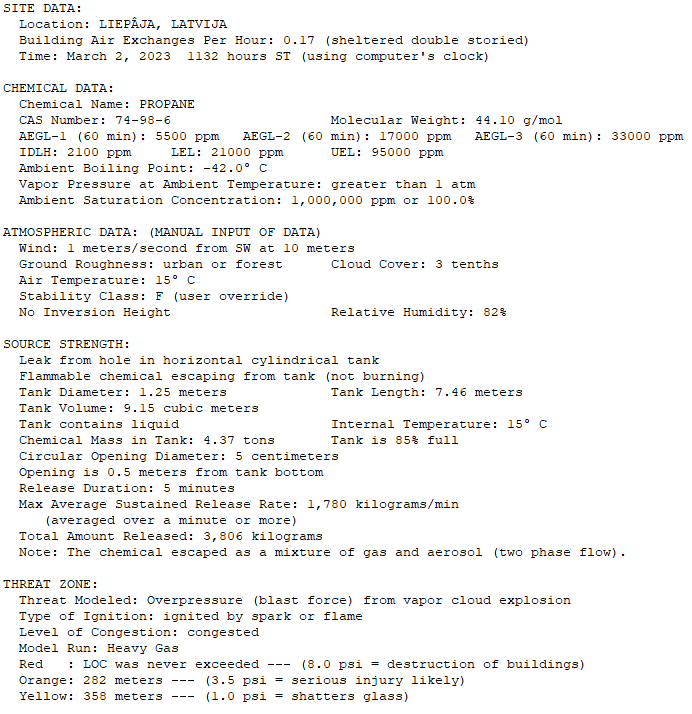 SITE DATA:
Location: LIEPÂJA, LATVIJA
Building Air Exchanges Per Hour: 0.17 (sheltered double storied)
Time: March 2, 2023  1132 hours ST (using computer's clock)
CHEMICAL DATA:
Chemical Name: PROPANE
CAS Number: 74-98-6 Molecular Weight: 44.10 g/mol
AEGL-1 (60 min): 5500 ppm AEGL-2 (60 min): 17000 ppm AEGL-3 (60 min): 33000 ppm
IDLH: 2100 ppm LEL: 21000 ppm UEL: 95000 ppm
Ambient Boiling Point: -42.0° C
Vapor Pressure at Ambient Temperature: greater than 1 atm
Ambient Saturation Concentration: 1,000,000 ppm or 100.0%
ATMOSPHERIC DATA: (MANUAL INPUT OF DATA)
Wind: 1 meters/second from SW at 10 meters
Ground Roughness: urban or forest Cloud Cover: 3 tenths
Air Temperature: 15° C
Stability Class: F (user override)
No Inversion Height Relative Humidity: 82%
SOURCE STRENGTH:
Leak from hole in horizontal cylindrical tank
Flammable chemical escaping from tank (not burning)
Tank Diameter: 1.25 meters Tank Length: 7.46 meters
Tank Volume: 9.15 cubic meters
Tank contains liquid Internal Temperature: 15° C
Chemical Mass in Tank: 4.37 tons Tank is 85% full
Circular Opening Diameter: 5 centimeters
Opening is 0.5 meters from tank bottom
Release Duration: 5 minutes
Max Average Sustained Release Rate: 1,780 kilograms/min
(averaged over a minute or more)
Total Amount Released: 3,806 kilograms
Note: The chemical escaped as a mixture of gas and aerosol (two phase flow).
THREAT ZONE:
Threat Modeled: Overpressure (blast force) from vapor cloud explosion
Type of Ignition: ignited by spark or flame
Level of Congestion: congested
Model Run: Heavy Gas
Red   : LOC was never exceeded --- (8.0 psi = destruction of buildings)
Orange: 282 meters --- (3.5 psi = serious injury likely)
Yellow: 358 meters --- (1.0 psi = shatters glass)